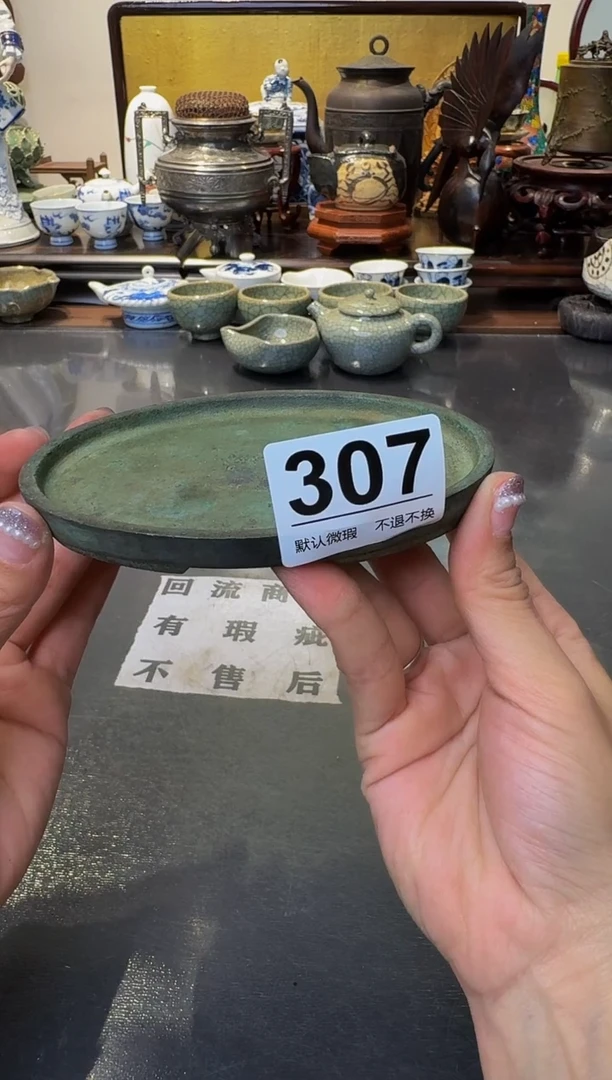 307
默认微瑕 不退不换
回流商
有瑕疵
不售后